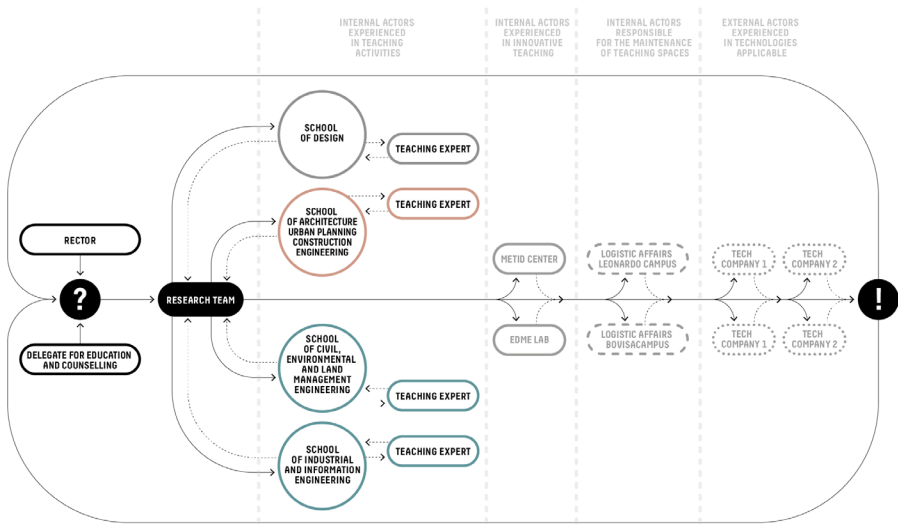 INTERNAL ACTORS
EXPERIENCED
IN TEACHING
ACTIVITIES
INTERNAL ACTORS
EXPERIENCED
IN INNOVATIVE
TEACHING
INTERNAL ACTORS
RESPONSIBLE
FOR THE MAINTENANCE
OF TEACHING SPACES
EXTERNAL ACTORS
EXPERIENCED
IN TECHNOLOGIES
APPLICABLE
SCHOOL
OF DESIGN
TEACHING EXPERT
SCHOOL
OF ARCHITECTURE
URBAN PLANNING
CONSTRUCTION
ENGINEERING
TEACHING EXPERT
RECTOR
?
DELEGATE FOR EDUCATION
AND COUNSELLING
RESEARCH TEAM
SCHOOL
OF CIVIL,
ENVIRONMENTAL
AND LAND
MANAGEMENT
ENGINEERING
TEACHING EXPERT
SCHOOL
OF INDUSTRIAL
AND INFORMATION
ENGINEERING
TEACHING EXPERT
METID CENTER
EDME LAB
LOGISTIC AFFAIRS
LEONARDO CAMPUS
LOGISTIC AFFAIRS
BOVISACAMPUS
TECH
COMPANY 1
TECH
COMPANY 2
TECH
COMPANY 1
TECH
COMPANY 2
!